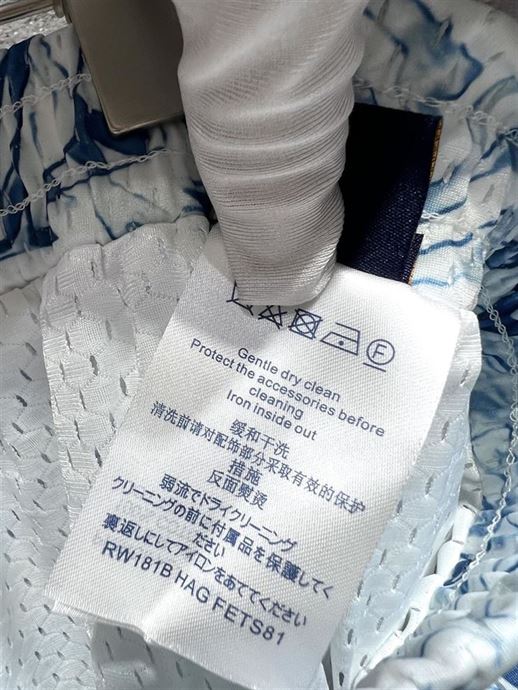 F
Gentle dry clean
Protect the accessories before
cleaning
Iron inside out
缓和干洗
清洗前请对配饰部分采取有效的保护
措施
反面熨烫
弱流でドライクリーニング
クリーニングの前に付属品を保護してく
ださい
裏返しにしてアイロンをあててください
RW181B HAG FETS81